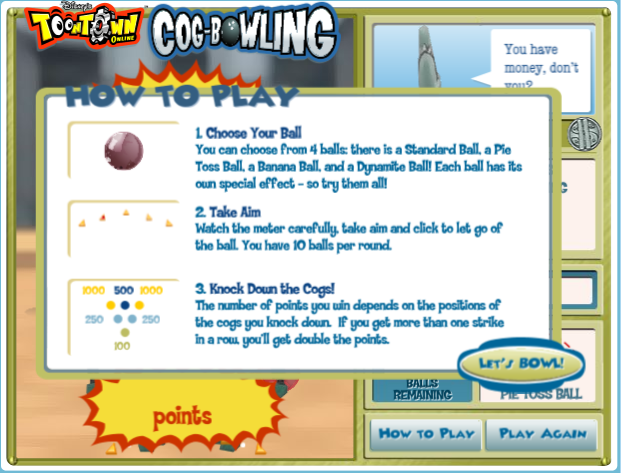 Disney's
TOONTOWN
ONLINE
COG-BOWLING
You have
money, don't
you?
HOW TO PLAY
1. Choose Your Ball
You can choose from 4 balls: there is a Standard Ball, a Pie
Toss Ball, a Banana Ball, and a Dynamite Ball! Each ball has its
own special effect - so try them all!
2. Take Aim
Watch the meter carefully, take aim and click to let go of
the ball. You have 10 balls per round.
1000 500 1000
250 250
100
3. Knock Down the Cogs!
The number of points you win depends on the positions of
the cogs you knock down. If you get more than one strike
in a row, you'll get double the points.
LET'S BOWL!
points
BALLS
REMAINING
PIE TOSS BALL
HOW TO PLAY
PLAY AGAIN